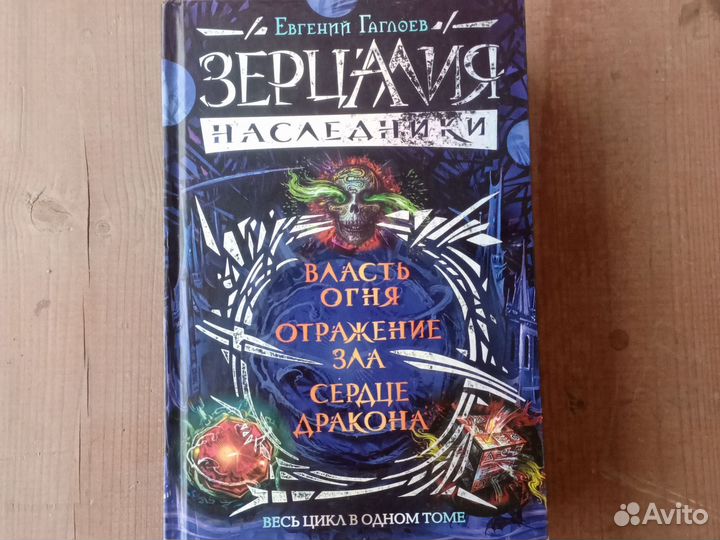 Евгений Гаглоев
ЗЕРЦАЛИЯ
НАСЛЕДНИКИ
ВЛАСТЬ
ОГНЯ
ОТРАЖЕНИЕ
ЗЛА
СЕРДЦЕ
ДРАКОНА
ВЕСЬ ЦИКЛ В ОДНОМ ТОМЕ
Avito